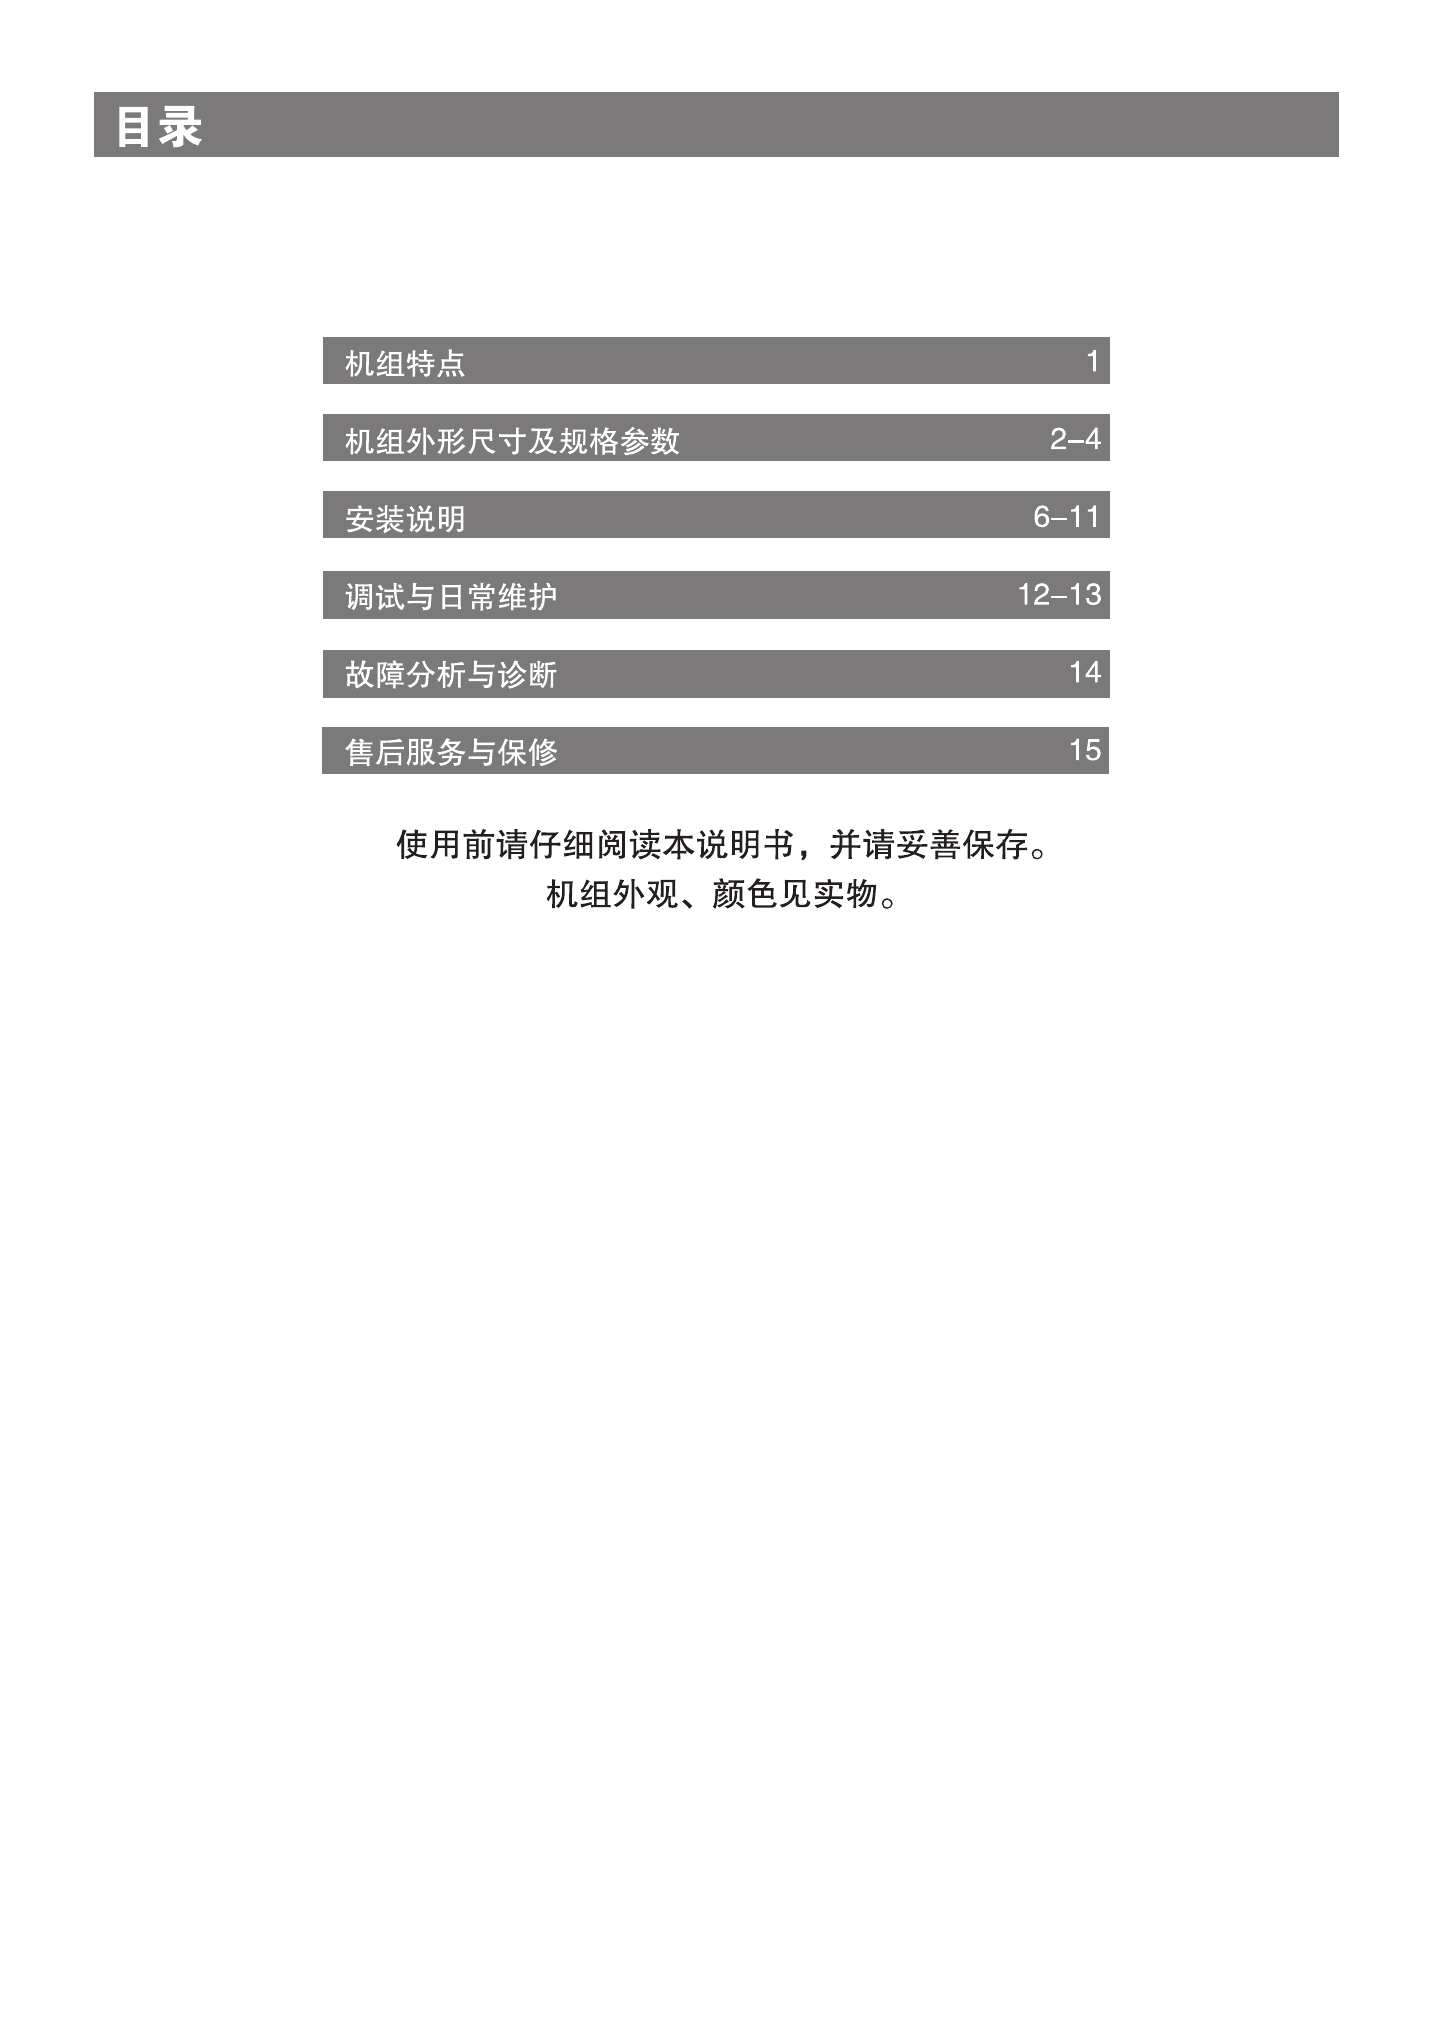 目录
机组特点 1
机组外形尺寸及规格参数 2–4
安装说明 6–11
调试与日常维护 12–13
故障分析与诊断 14
售后服务与保修 15
使用前请仔细阅读本说明书，并请妥善保存。
机组外观、颜色见实物。